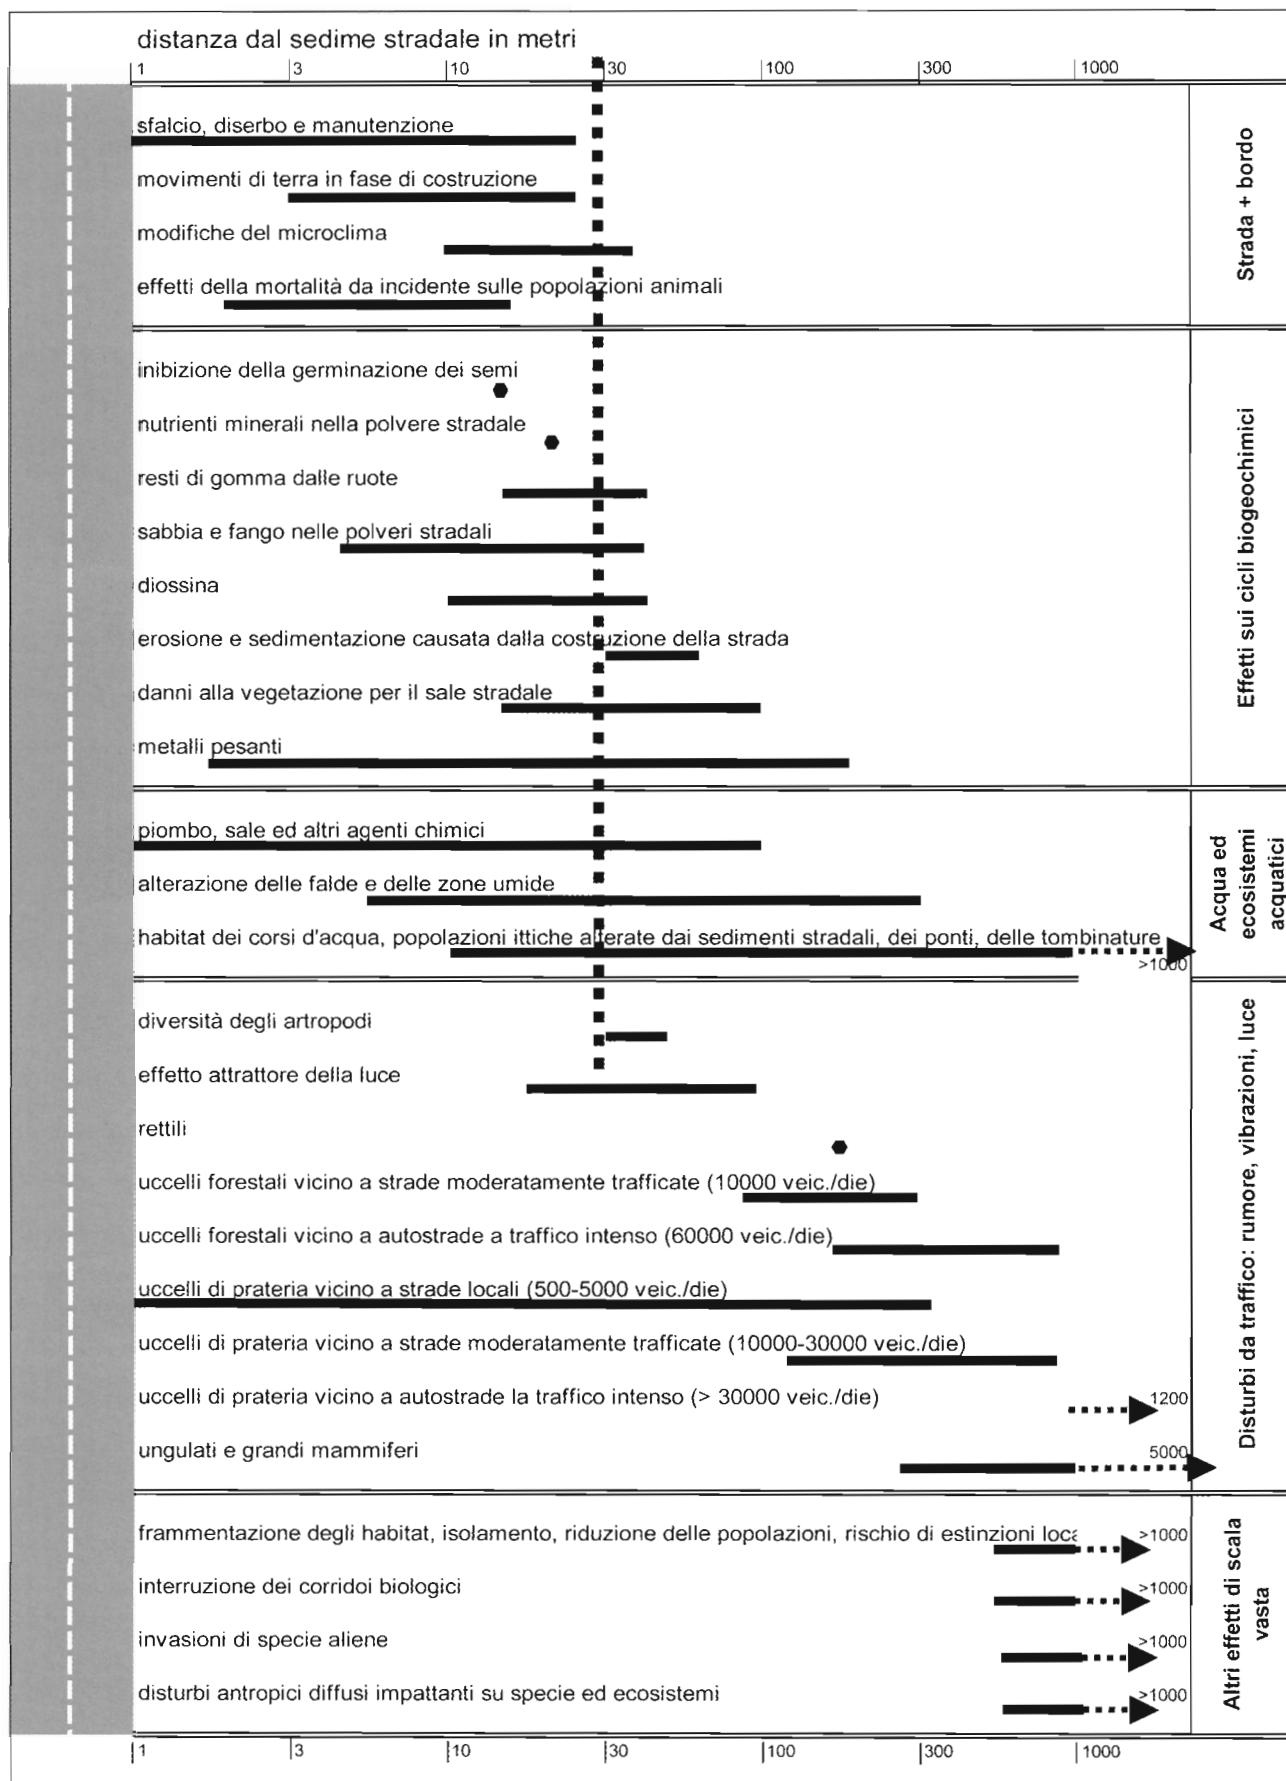 distanza dal sedime stradale in metri
1 3 10 30 100 300 1000
sfalcio, diserbo e manutenzione
movimenti di terra in fase di costruzione
modifiche del microclima
effetti della mortalità da incidente sulle popolazioni animali
Strada + bordo
inibizione della germinazione dei semi
nutrienti minerali nella polvere stradale
resti di gomma dalle ruote
sabbia e fango nelle polveri stradali
diossina
erosione e sedimentazione causata dalla costruzione della strada
danni alla vegetazione per il sale stradale
metalli pesanti
Effetti sui cicli biogeochimici
piombo, sale ed altri agenti chimici
alterazione delle falde e delle zone umide
habitat dei corsi d'acqua, popolazioni ittiche alterate dai sedimenti stradali, dei ponti, delle tombinature
>1000
Acqua ed
ecosistemi
acquatici
diversità degli artropodi
effetto attrattore della luce
rettili
uccelli forestali vicino a strade moderatamente trafficate (10000 veic./die)
uccelli forestali vicino a autostrade a traffico intenso (60000 veic./die)
uccelli di prateria vicino a strade locali (500-5000 veic./die)
uccelli di prateria vicino a strade moderatamente trafficate (10000-30000 veic./die)
uccelli di prateria vicino a autostrade la traffico intenso (> 30000 veic./die)
1200
ungulati e grandi mammiferi
5000
Disturbi da traffico: rumore, vibrazioni, luce
frammentazione degli habitat, isolamento, riduzione delle popolazioni, rischio di estinzioni loca
>1000
interruzione dei corridoi biologici
>1000
invasioni di specie aliene
>1000
disturbi antropici diffusi impattanti su specie ed ecosistemi
>1000
Altri effetti di scala
vasta
1 3 10 30 100 300 1000